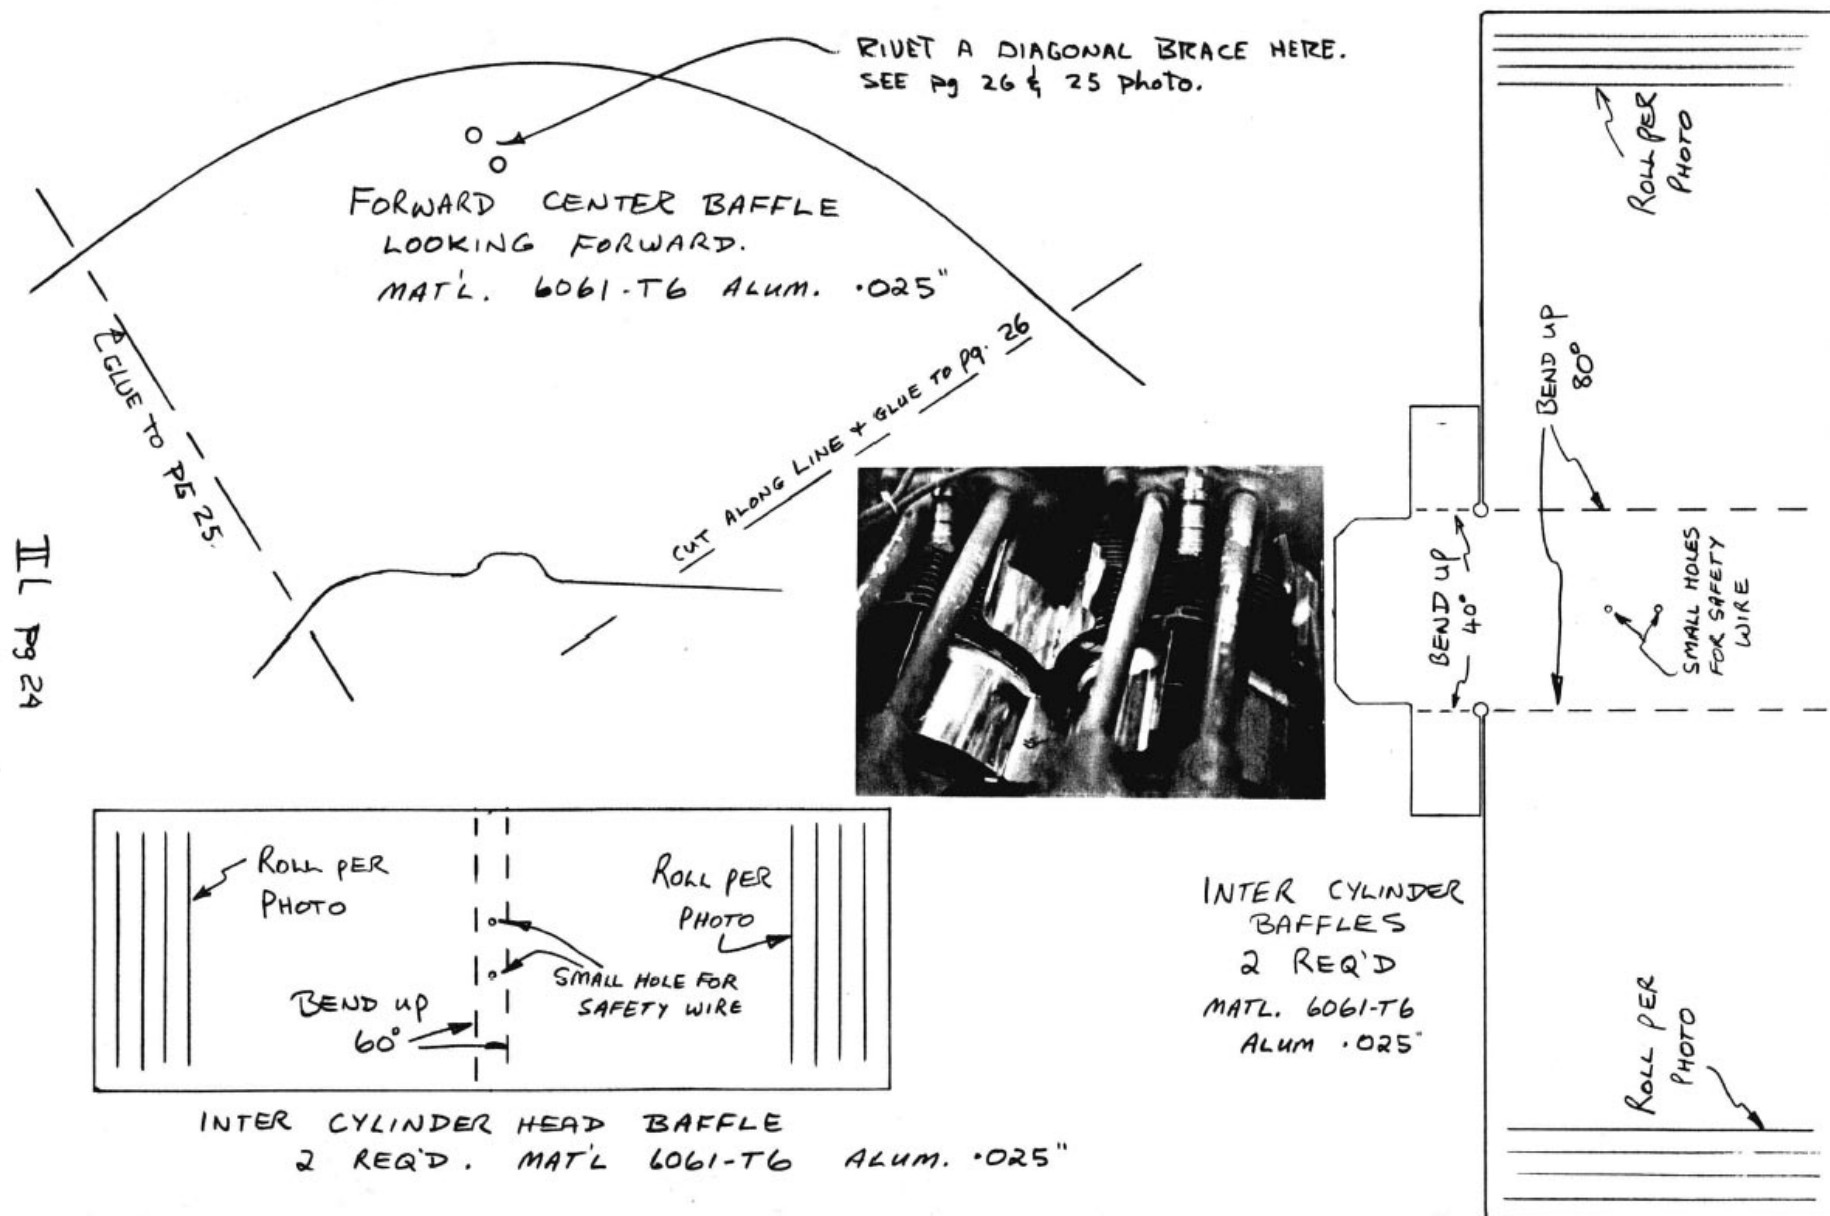 RIVET A DIAGONAL BRACE HERE.
SEE pg 26 & 25 photo.
FORWARD CENTER BAFFLE
LOOKING FORWARD.
MAT'L. 6061-T6 ALUM. .025"
GLUE TO PG 25.
CUT ALONG LINE & GLUE TO pg. 26
II L pg 24
ROLL PER
PHOTO
BEND UP
80°
BEND UP
40°
SMALL HOLES
FOR SAFETY
WIRE
ROLL PER
PHOTO
ROLL PER
PHOTO
SMALL HOLE FOR
SAFETY WIRE
BEND UP
60°
INTER CYLINDER HEAD BAFFLE
2 REQ'D. MAT'L 6061-T6 ALUM. .025"
INTER CYLINDER
BAFFLES
2 REQ'D
MATL. 6061-T6
ALUM .025"
ROLL PER
PHOTO